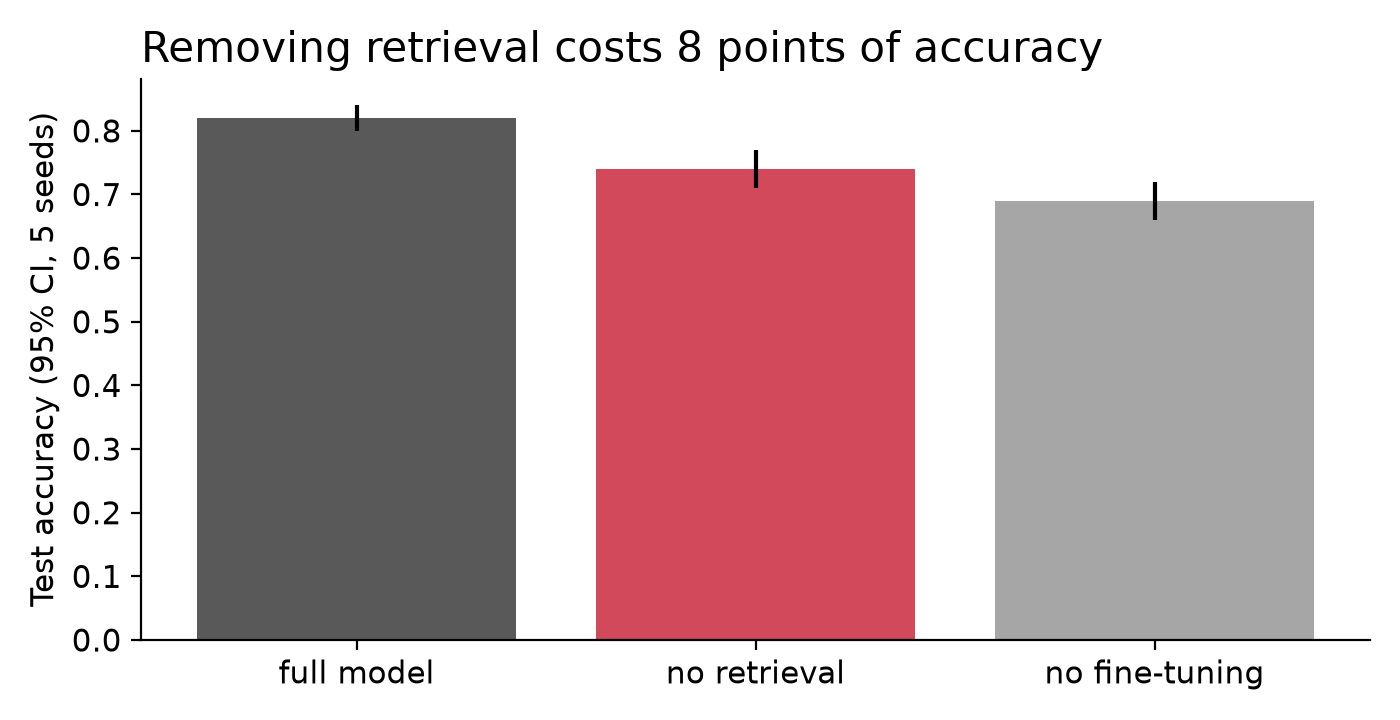 Removing retrieval costs 8 points of accuracy
Test accuracy (95% CI, 5 seeds)
0.8
0.7
0.6
0.5
0.4
0.3
0.2
0.1
0.0
full model
no retrieval
no fine-tuning